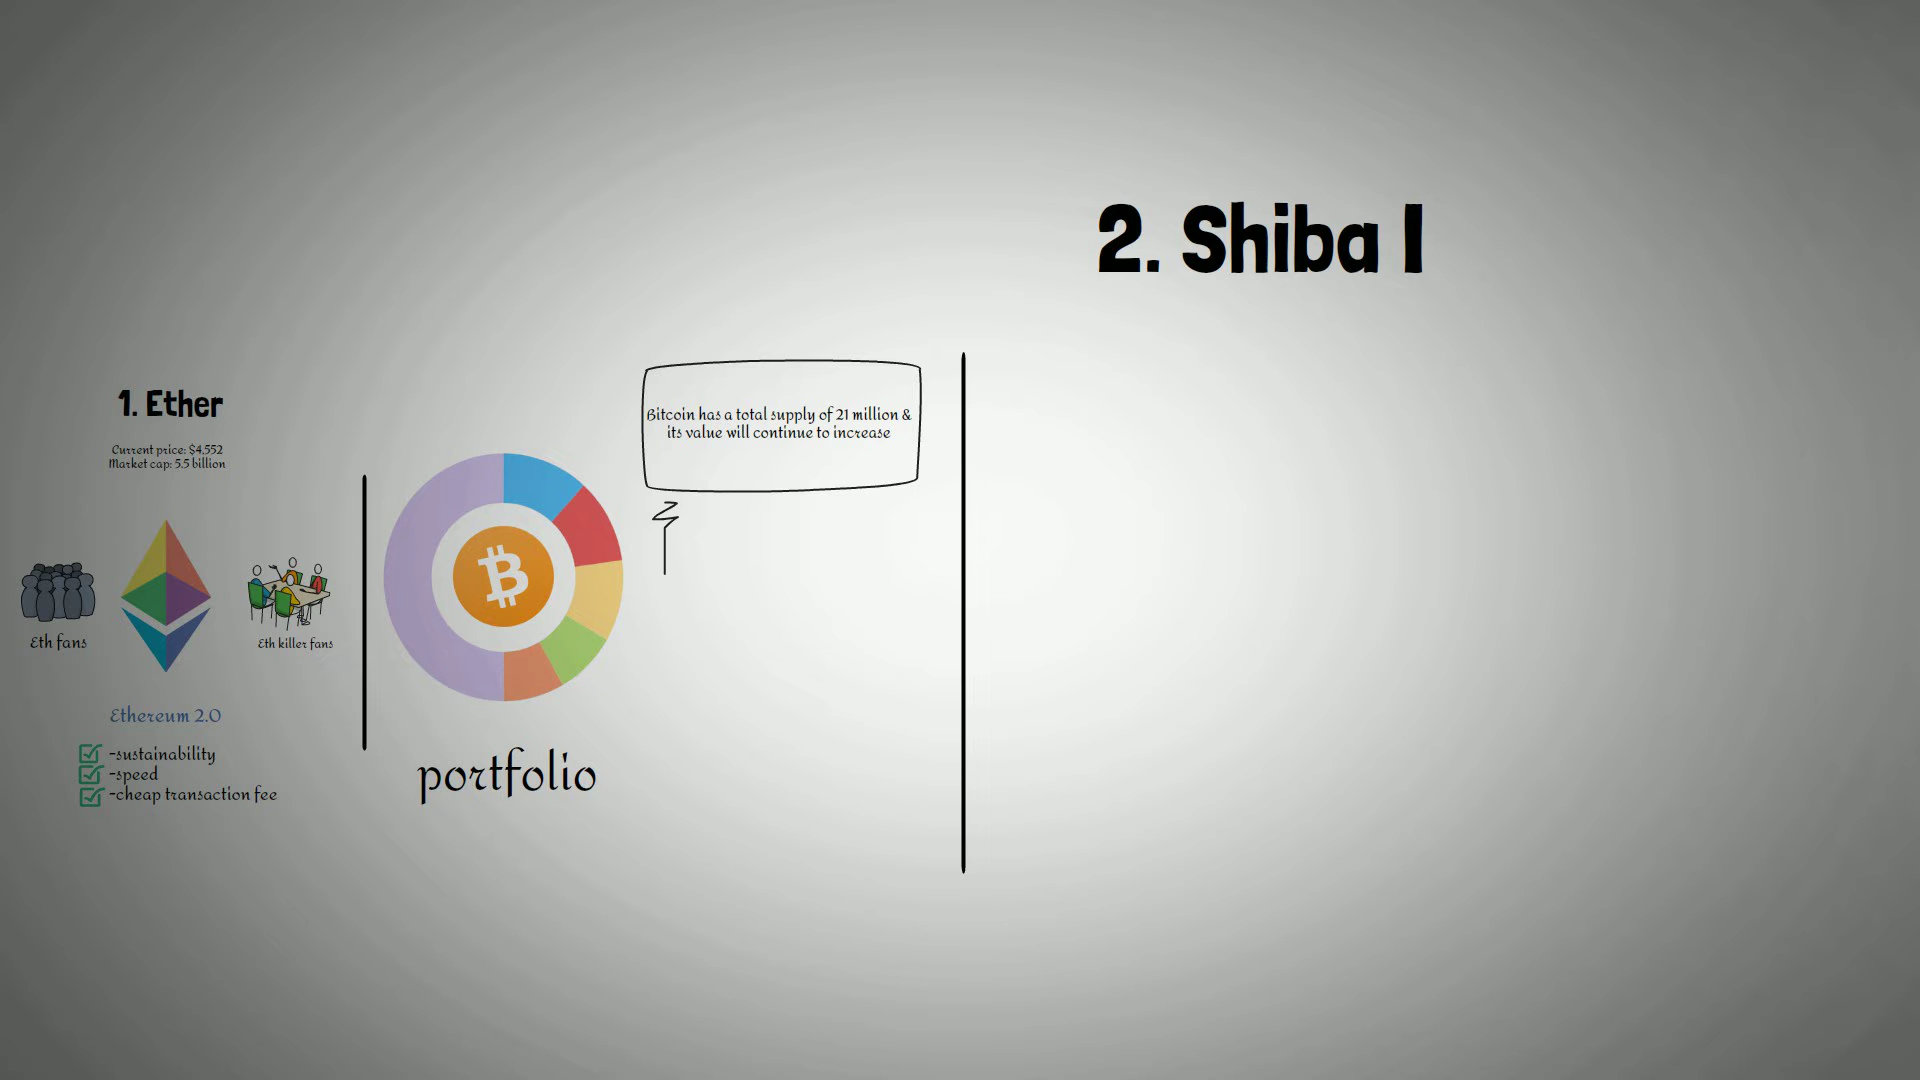 1. Ether
Current price: $4,552
Market cap: 5.5 billion
Eth fans
Eth killer fans
Ethereum 2.0
-sustainability
-speed
-cheap transaction fee
portfolio
Bitcoin has a total supply of 21 million &
its value will continue to increase
2. Shiba I